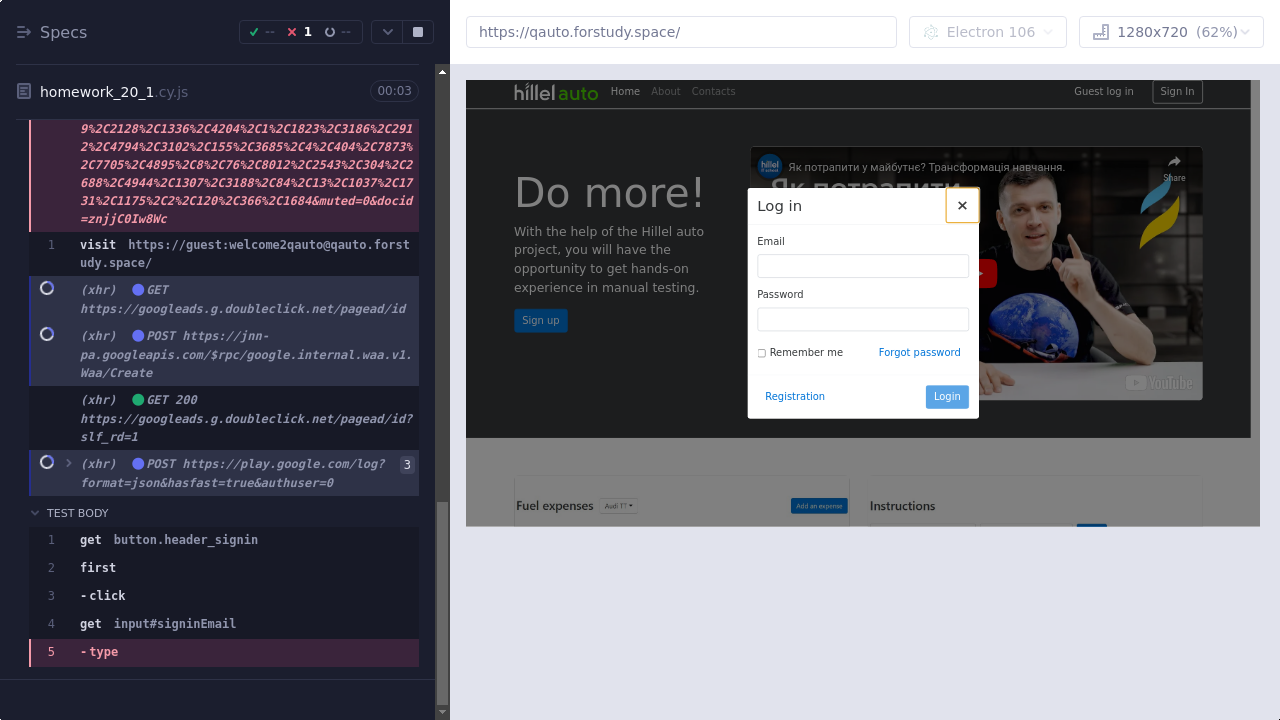 Specs
-- 1 --
homework_20_1.cy.js 00:03
9%2C2128%2C1336%2C4204%2C1%2C1823%2C3186%2C291
2%2C4794%2C3102%2C155%2C3685%2C4%2C404%2C7873%
2C7705%2C4895%2C8%2C76%2C8012%2C2543%2C304%2C2
068%2C4944%2C1307%2C3188%2C84%2C13%2C1037%2C17
31%2C1175%2C2%2C120%2C366%2C1684&muted=0&docid
=znjjC0Iw8Wc
1 visit https://guest:welcome2qauto@qauto.forst
udy.space/
(xhr) GET
https://googleads.g.doubleclick.net/pagead/id
(xhr) POST https://jnn-
pa.googleapis.com/$rpc/google.internal.waa.v1.
Waa/Create
(xhr) GET 200
https://googleads.g.doubleclick.net/pagead/id?
slf_rd=1
(xhr) POST https://play.google.com/log? 3
format=json&hasfast=true&authuser=0
TEST BODY
1 get button.header_signin
2 first
3 -click
4 get input#signinEmail
5 -type
https://qauto.forstudy.space/
Electron 106
1280x720 (62%)
hillel auto Home About Contacts Guest log in Sign In
Do more!
With the help of the Hillel auto
project, you will have the
opportunity to get hands-on
experience in manual testing.
Sign up
hillel Як потрапити у майбутнє? Трансформація навчання.
Share
Як потрапити
YouTube
Log in ×
Email
Password
Remember me Forgot password
Registration Login
Fuel expenses Audi TT Add an expense
Instructions